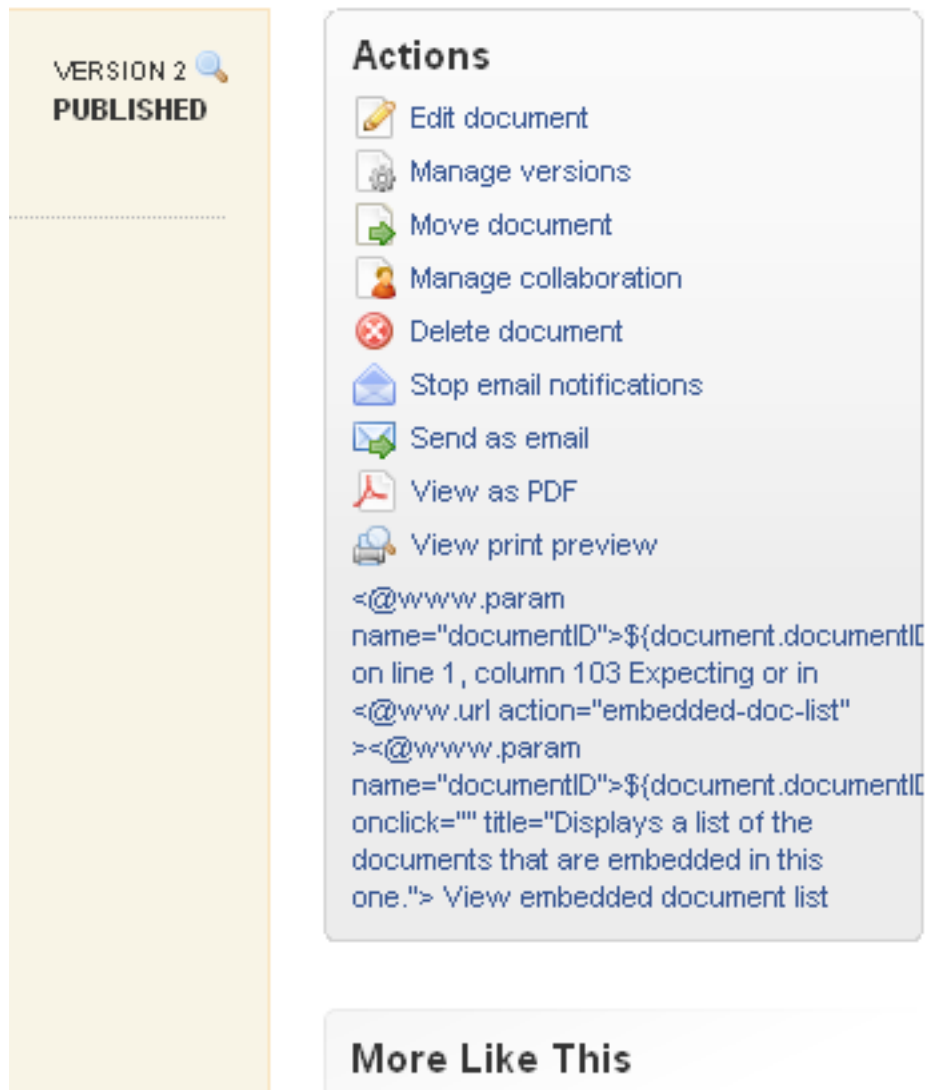 VERSION 2
PUBLISHED
Actions
Edit document
Manage versions
Move document
Manage collaboration
Delete document
Stop email notifications
Send as email
View as PDF
View print preview
<@www.param
name="documentID">${document.documentID
on line 1, column 103 Expecting or in
<@ww.url action="embedded-doc-list"
><@www.param
name="documentID">${document.documentID
onclick="" title="Displays a list of the
documents that are embedded in this
one."> View embedded document list
More Like This